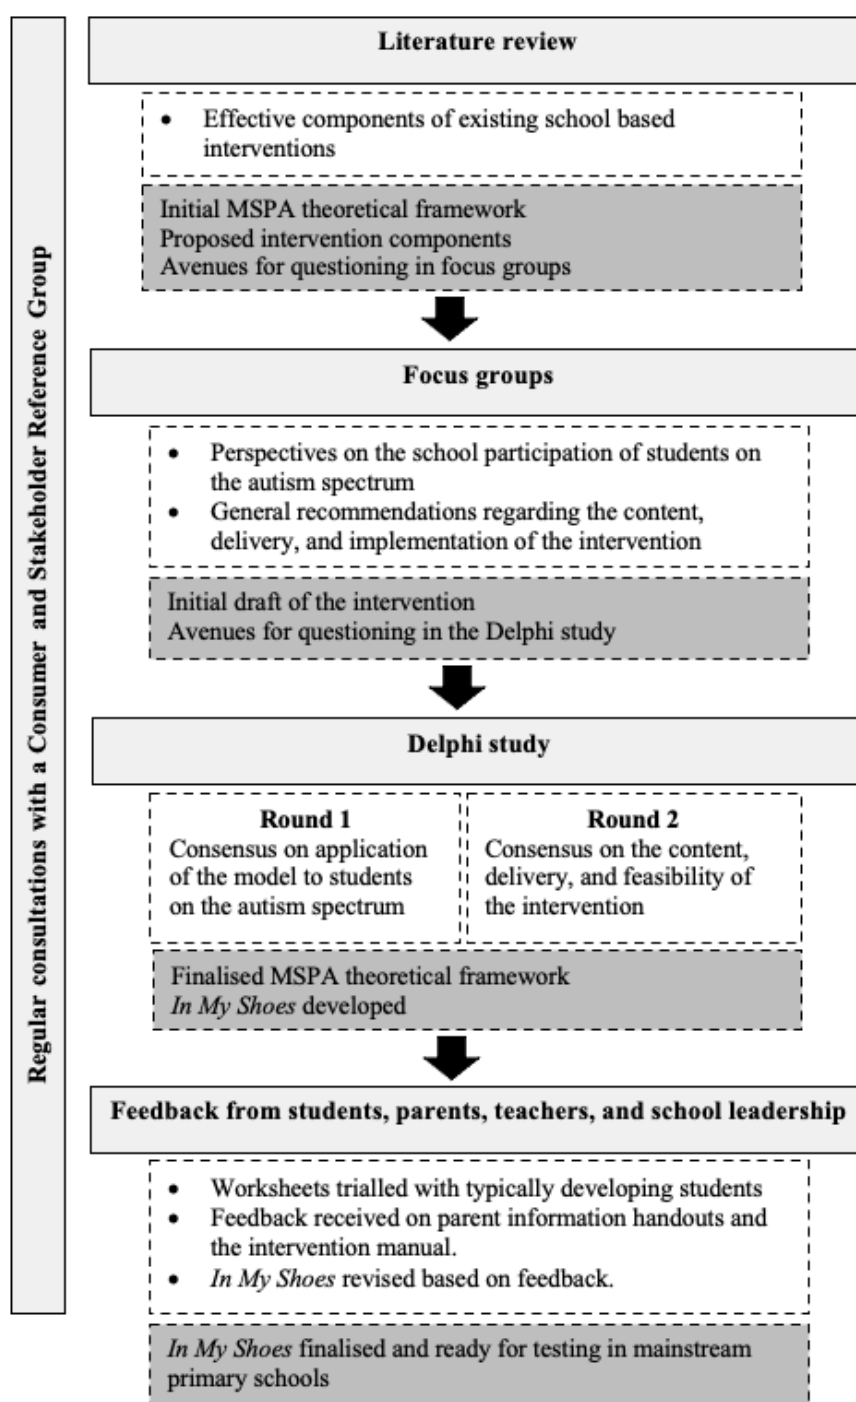 Regular consultations with a Consumer and Stakeholder Reference Group
Literature review
• Effective components of existing school based
interventions
Initial MSPA theoretical framework
Proposed intervention components
Avenues for questioning in focus groups
Focus groups
• Perspectives on the school participation of students on
the autism spectrum
• General recommendations regarding the content,
delivery, and implementation of the intervention
Initial draft of the intervention
Avenues for questioning in the Delphi study
Delphi study
Round 1
Consensus on application
of the model to students
on the autism spectrum
Round 2
Consensus on the content,
delivery, and feasibility of
the intervention
Finalised MSPA theoretical framework
In My Shoes developed
Feedback from students, parents, teachers, and school leadership
• Worksheets trialled with typically developing students
• Feedback received on parent information handouts and
the intervention manual.
• In My Shoes revised based on feedback.
In My Shoes finalised and ready for testing in mainstream
primary schools